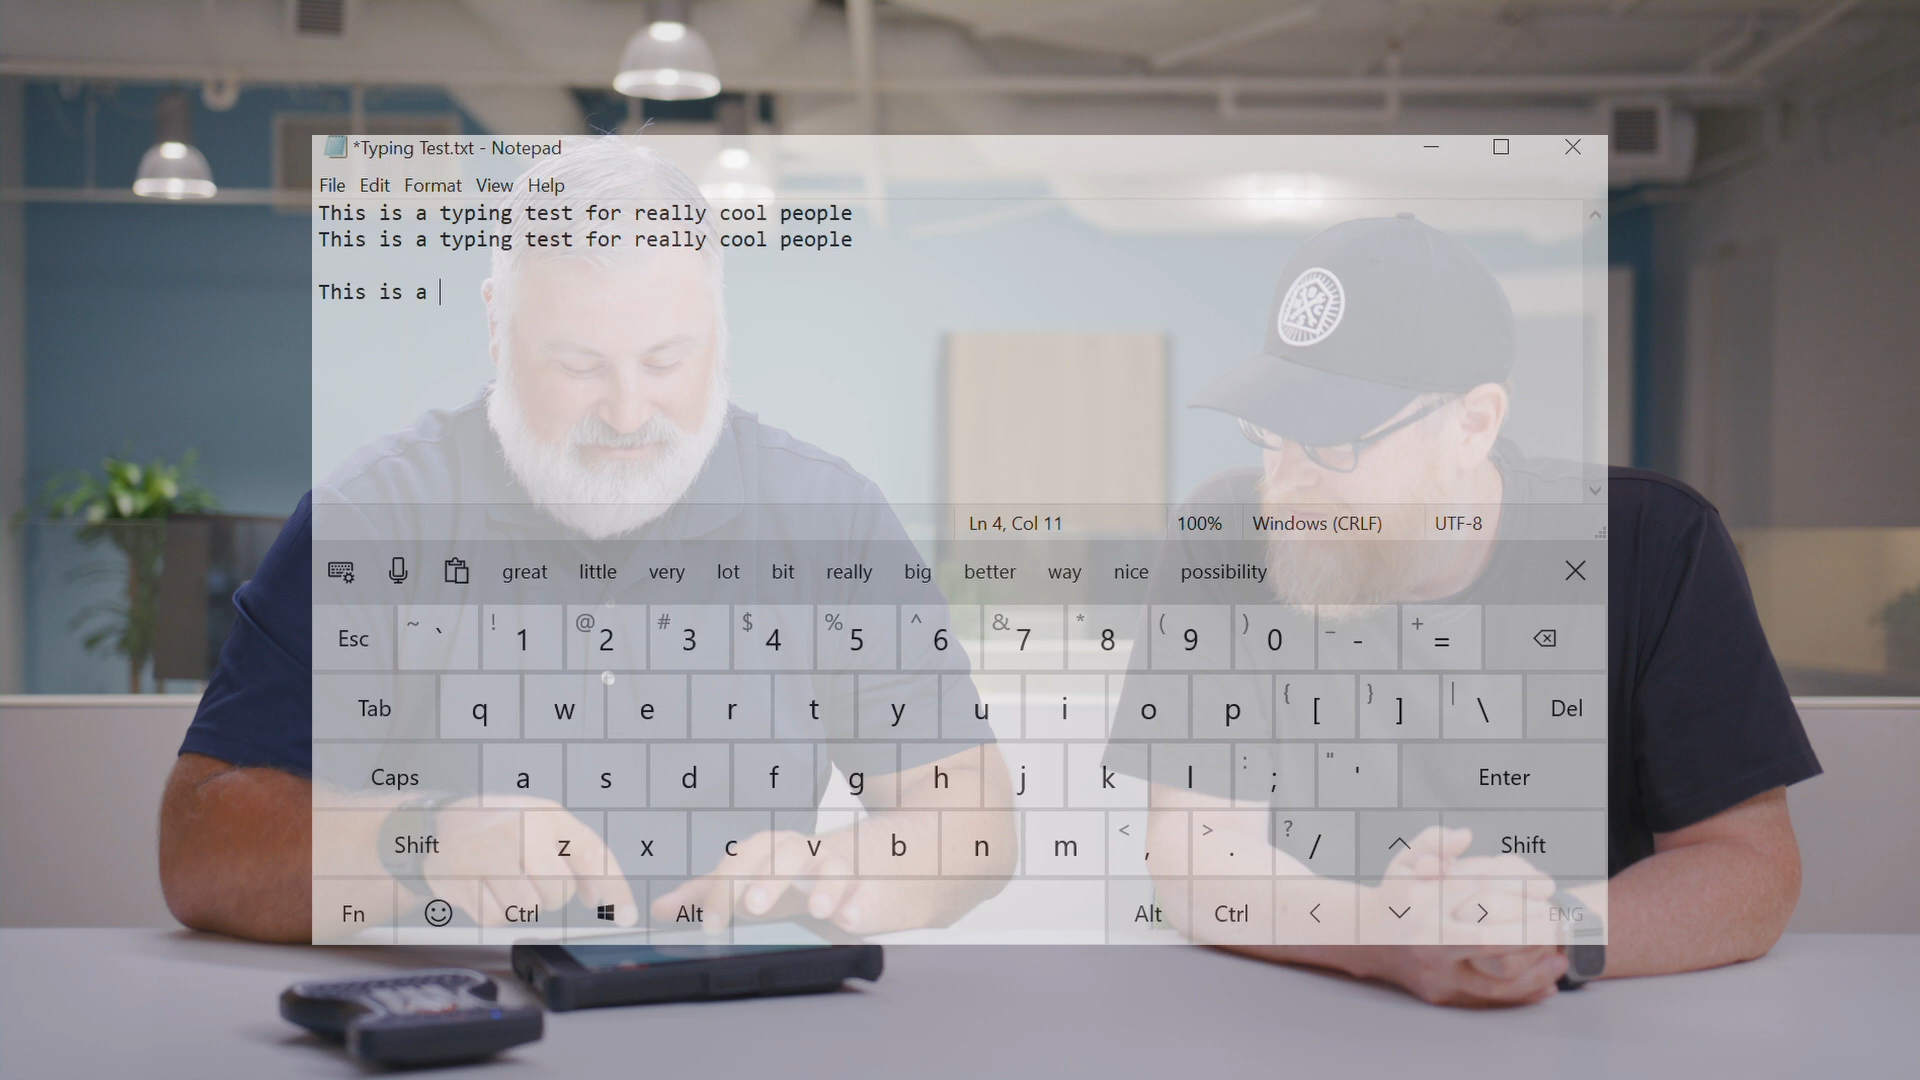 *Typing Test.txt - Notepad
File Edit Format View Help
This is a typing test for really cool people
This is a typing test for really cool people
This is a
Ln 4, Col 11 100% Windows (CRLF) UTF-8
great little very lot bit really big better way nice possibility
Esc ~ ` ! 1 @ 2 # 3 $ 4 % 5 ^ 6 & 7 * 8 ( 9 ) 0 _ - + =
Tab q w e r t y u i o p { [ } ] | \ Del
Caps a s d f g h j k l : ; " ' Enter
Shift z x c v b n m < , > . ? / Shift
Fn Ctrl Alt Alt Ctrl ENG